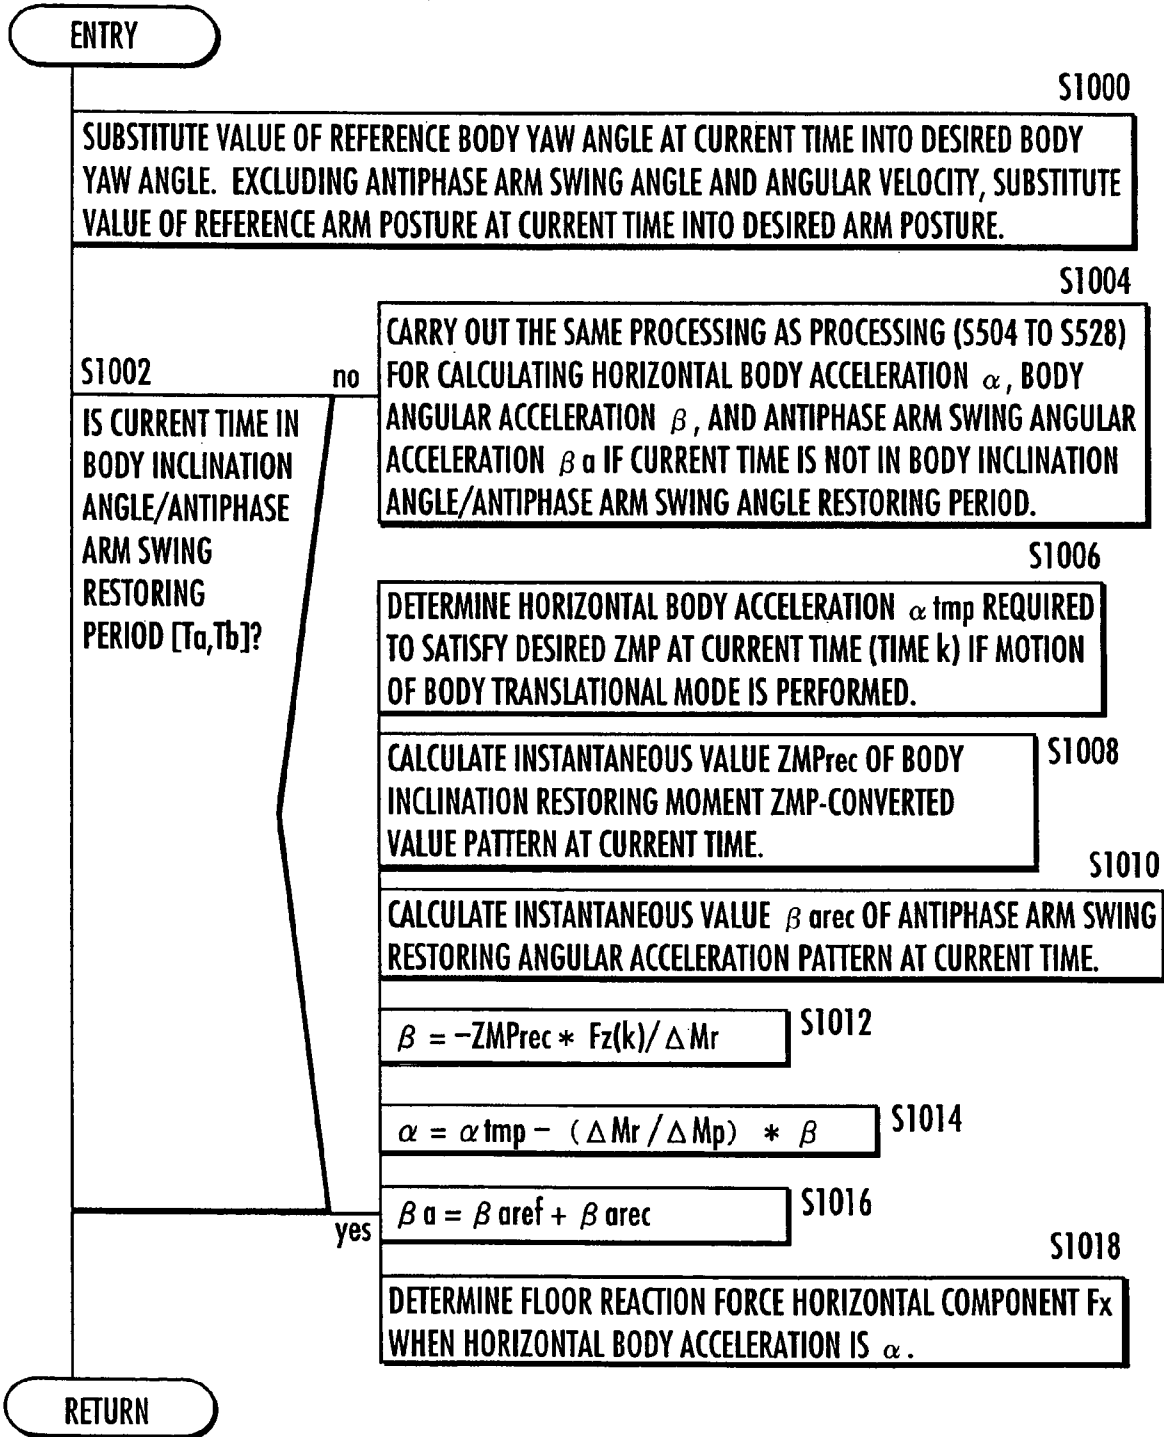 ENTRY
S1000
SUBSTITUTE VALUE OF REFERENCE BODY YAW ANGLE AT CURRENT TIME INTO DESIRED BODY
YAW ANGLE. EXCLUDING ANTIPHASE ARM SWING ANGLE AND ANGULAR VELOCITY, SUBSTITUTE
VALUE OF REFERENCE ARM POSTURE AT CURRENT TIME INTO DESIRED ARM POSTURE.
S1002
IS CURRENT TIME IN
BODY INCLINATION
ANGLE/ANTIPHASE
ARM SWING
RESTORING
PERIOD [Ta,Tb]?
no
S1004
CARRY OUT THE SAME PROCESSING AS PROCESSING (S504 TO S528)
FOR CALCULATING HORIZONTAL BODY ACCELERATION α, BODY
ANGULAR ACCELERATION β, AND ANTIPHASE ARM SWING ANGULAR
ACCELERATION βa IF CURRENT TIME IS NOT IN BODY INCLINATION
ANGLE/ANTIPHASE ARM SWING ANGLE RESTORING PERIOD.
S1006
DETERMINE HORIZONTAL BODY ACCELERATION αtmp REQUIRED
TO SATISFY DESIRED ZMP AT CURRENT TIME (TIME k) IF MOTION
OF BODY TRANSLATIONAL MODE IS PERFORMED.
S1008
CALCULATE INSTANTANEOUS VALUE ZMPrec OF BODY
INCLINATION RESTORING MOMENT ZMP-CONVERTED
VALUE PATTERN AT CURRENT TIME.
S1010
CALCULATE INSTANTANEOUS VALUE βarec OF ANTIPHASE ARM SWING
RESTORING ANGULAR ACCELERATION PATTERN AT CURRENT TIME.
β = -ZMPrec * Fz(k)/ΔMr
S1012
α = αtmp - (ΔMr/ΔMp) * β
S1014
βa = βaref + βarec
S1016
yes
S1018
DETERMINE FLOOR REACTION FORCE HORIZONTAL COMPONENT Fx
WHEN HORIZONTAL BODY ACCELERATION IS α.
RETURN